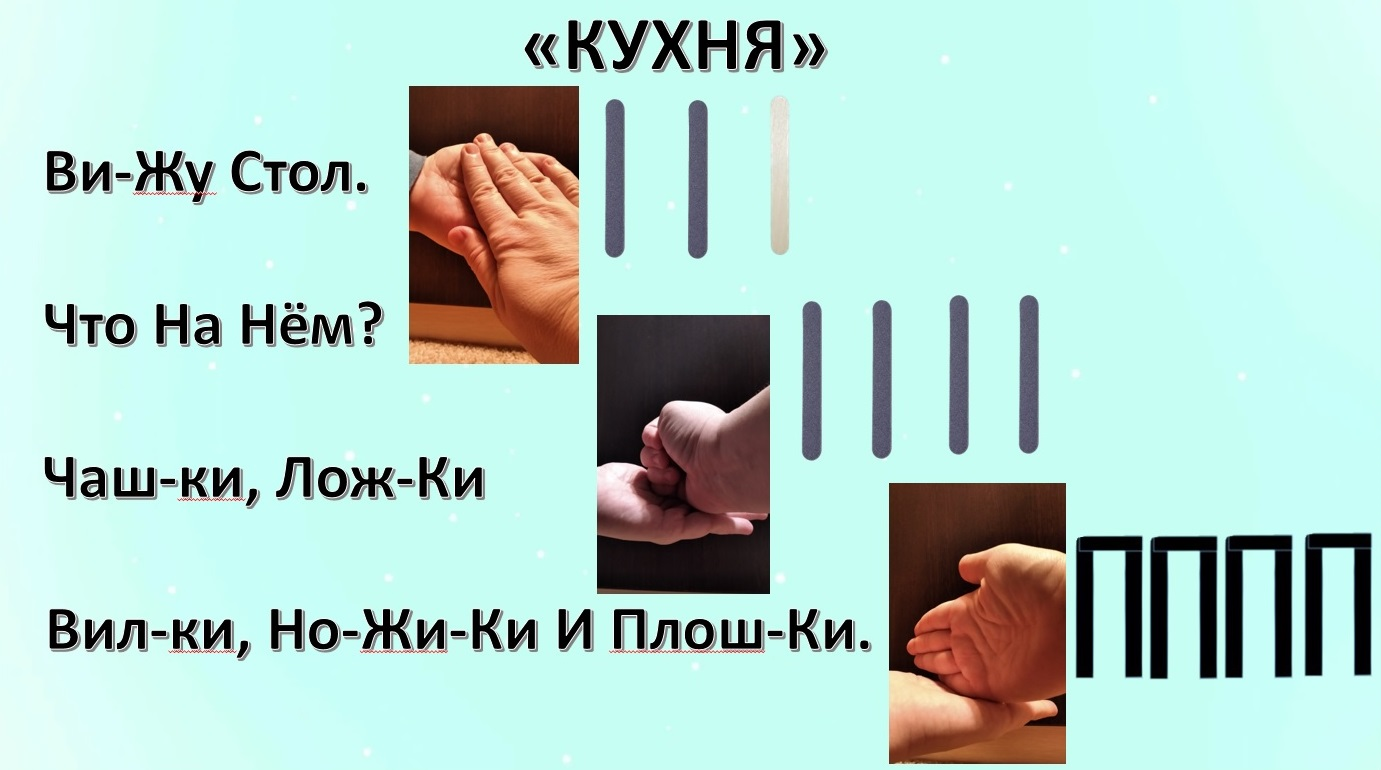 «КУХНЯ»
Ви-Жу Стол.
Что На Нём?
Чаш-ки, Лож-Ки
Вил-ки, Но-Жи-Ки И Плош-Ки.